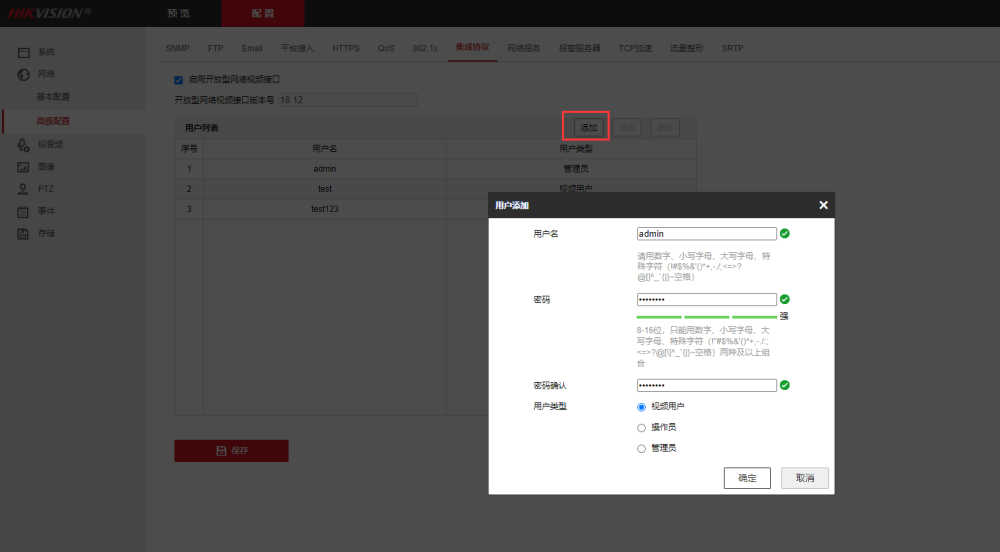 HIKVISION®
预览
配置
系统
网络
基本配置
高级配置
视音频
图像
PTZ
事件
存储
SNMP FTP Email 平台接入 HTTPS QoS 802.1x 集成协议 网络服务 报警服务器 TCP加速 流量整形 SRTP
启用开放型网络视频接口
开放型网络视频接口版本号 18.12
用户列表 添加 修改 删除
序号 用户名 用户类型
1 admin 管理员
2 test 视频用户
3 test123
保存
用户添加
用户名 admin
请用数字、小写字母、大写字母、特
殊字符（!#$%&'()*+,-./;<=>?
@[]^_`{|}~空格）
密码 ••••••••
强
8-16位，只能用数字、小写字母、大
写字母、特殊字符（!"#$%&'()*+,-./:;
<=>?@[\]^_`{|}~空格）两种及以上组
合
密码确认 ••••••••
用户类型 视频用户
操作员
管理员
确定 取消